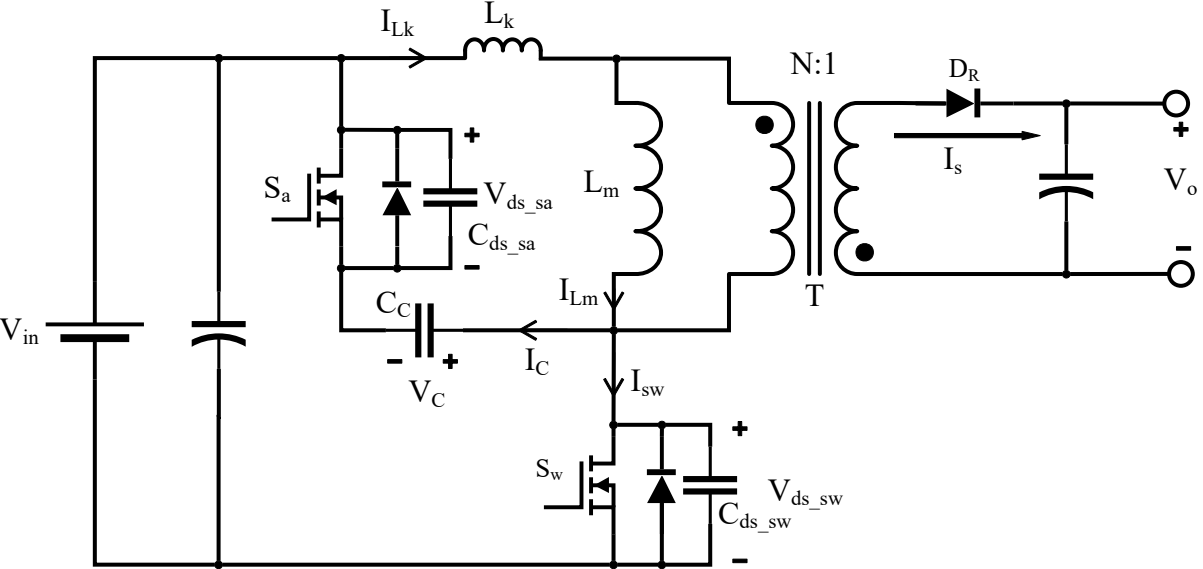 I_Lk
L_k
N:1
D_R
+
I_s
+
V_o
S_a
V_ds_sa
C_ds_sa
L_m
−
−
T
I_Lm
C_C
V_in
−
+
I_C
V_C
I_sw
+
S_w
V_ds_sw
C_ds_sw
−